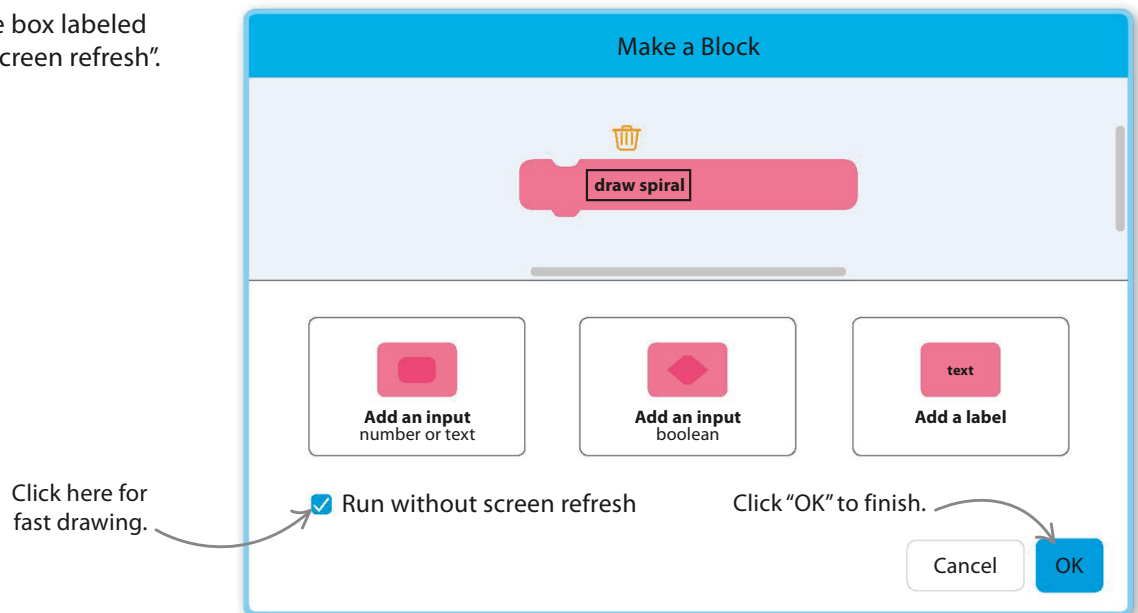 e box labeled
creen refresh”.
Make a Block
draw spiral
text
Add an input
number or text
Add an input
boolean
Add a label
Click here for
fast drawing.
Run without screen refresh
Click “OK” to finish.
Cancel
OK